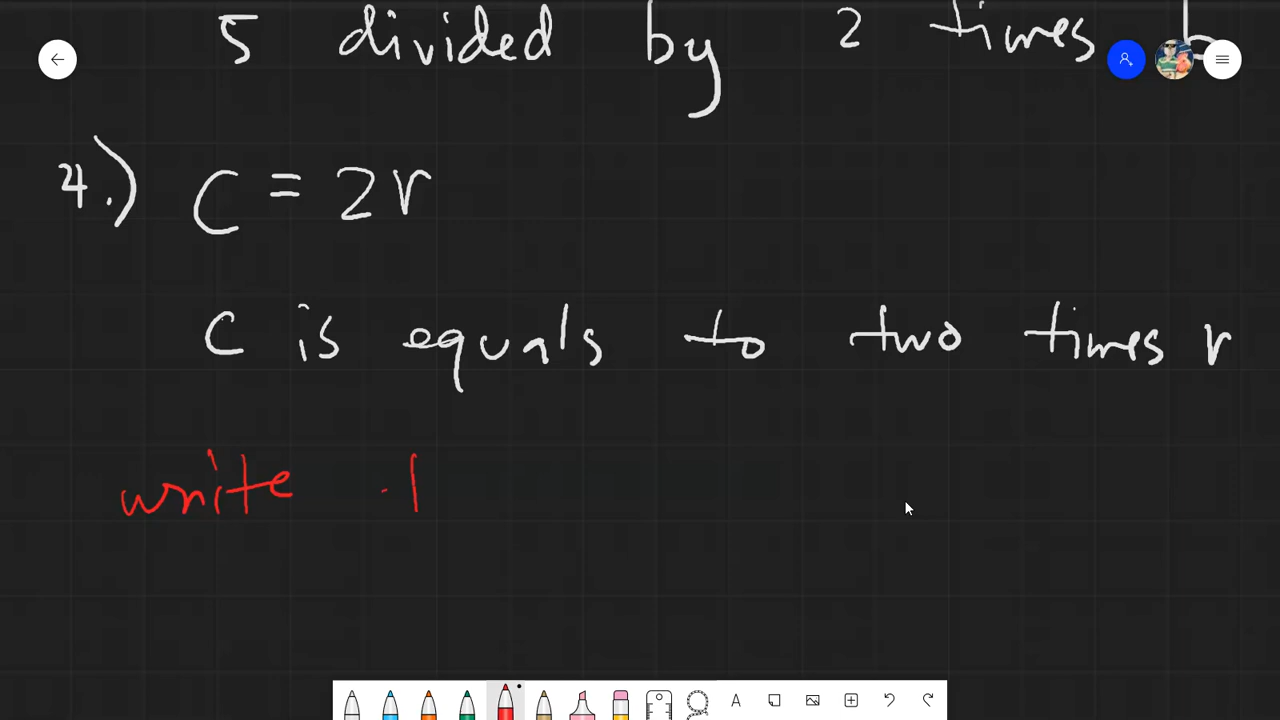 5 divided by 2 times b
4.) C = 2r
C is equals to two times r
write